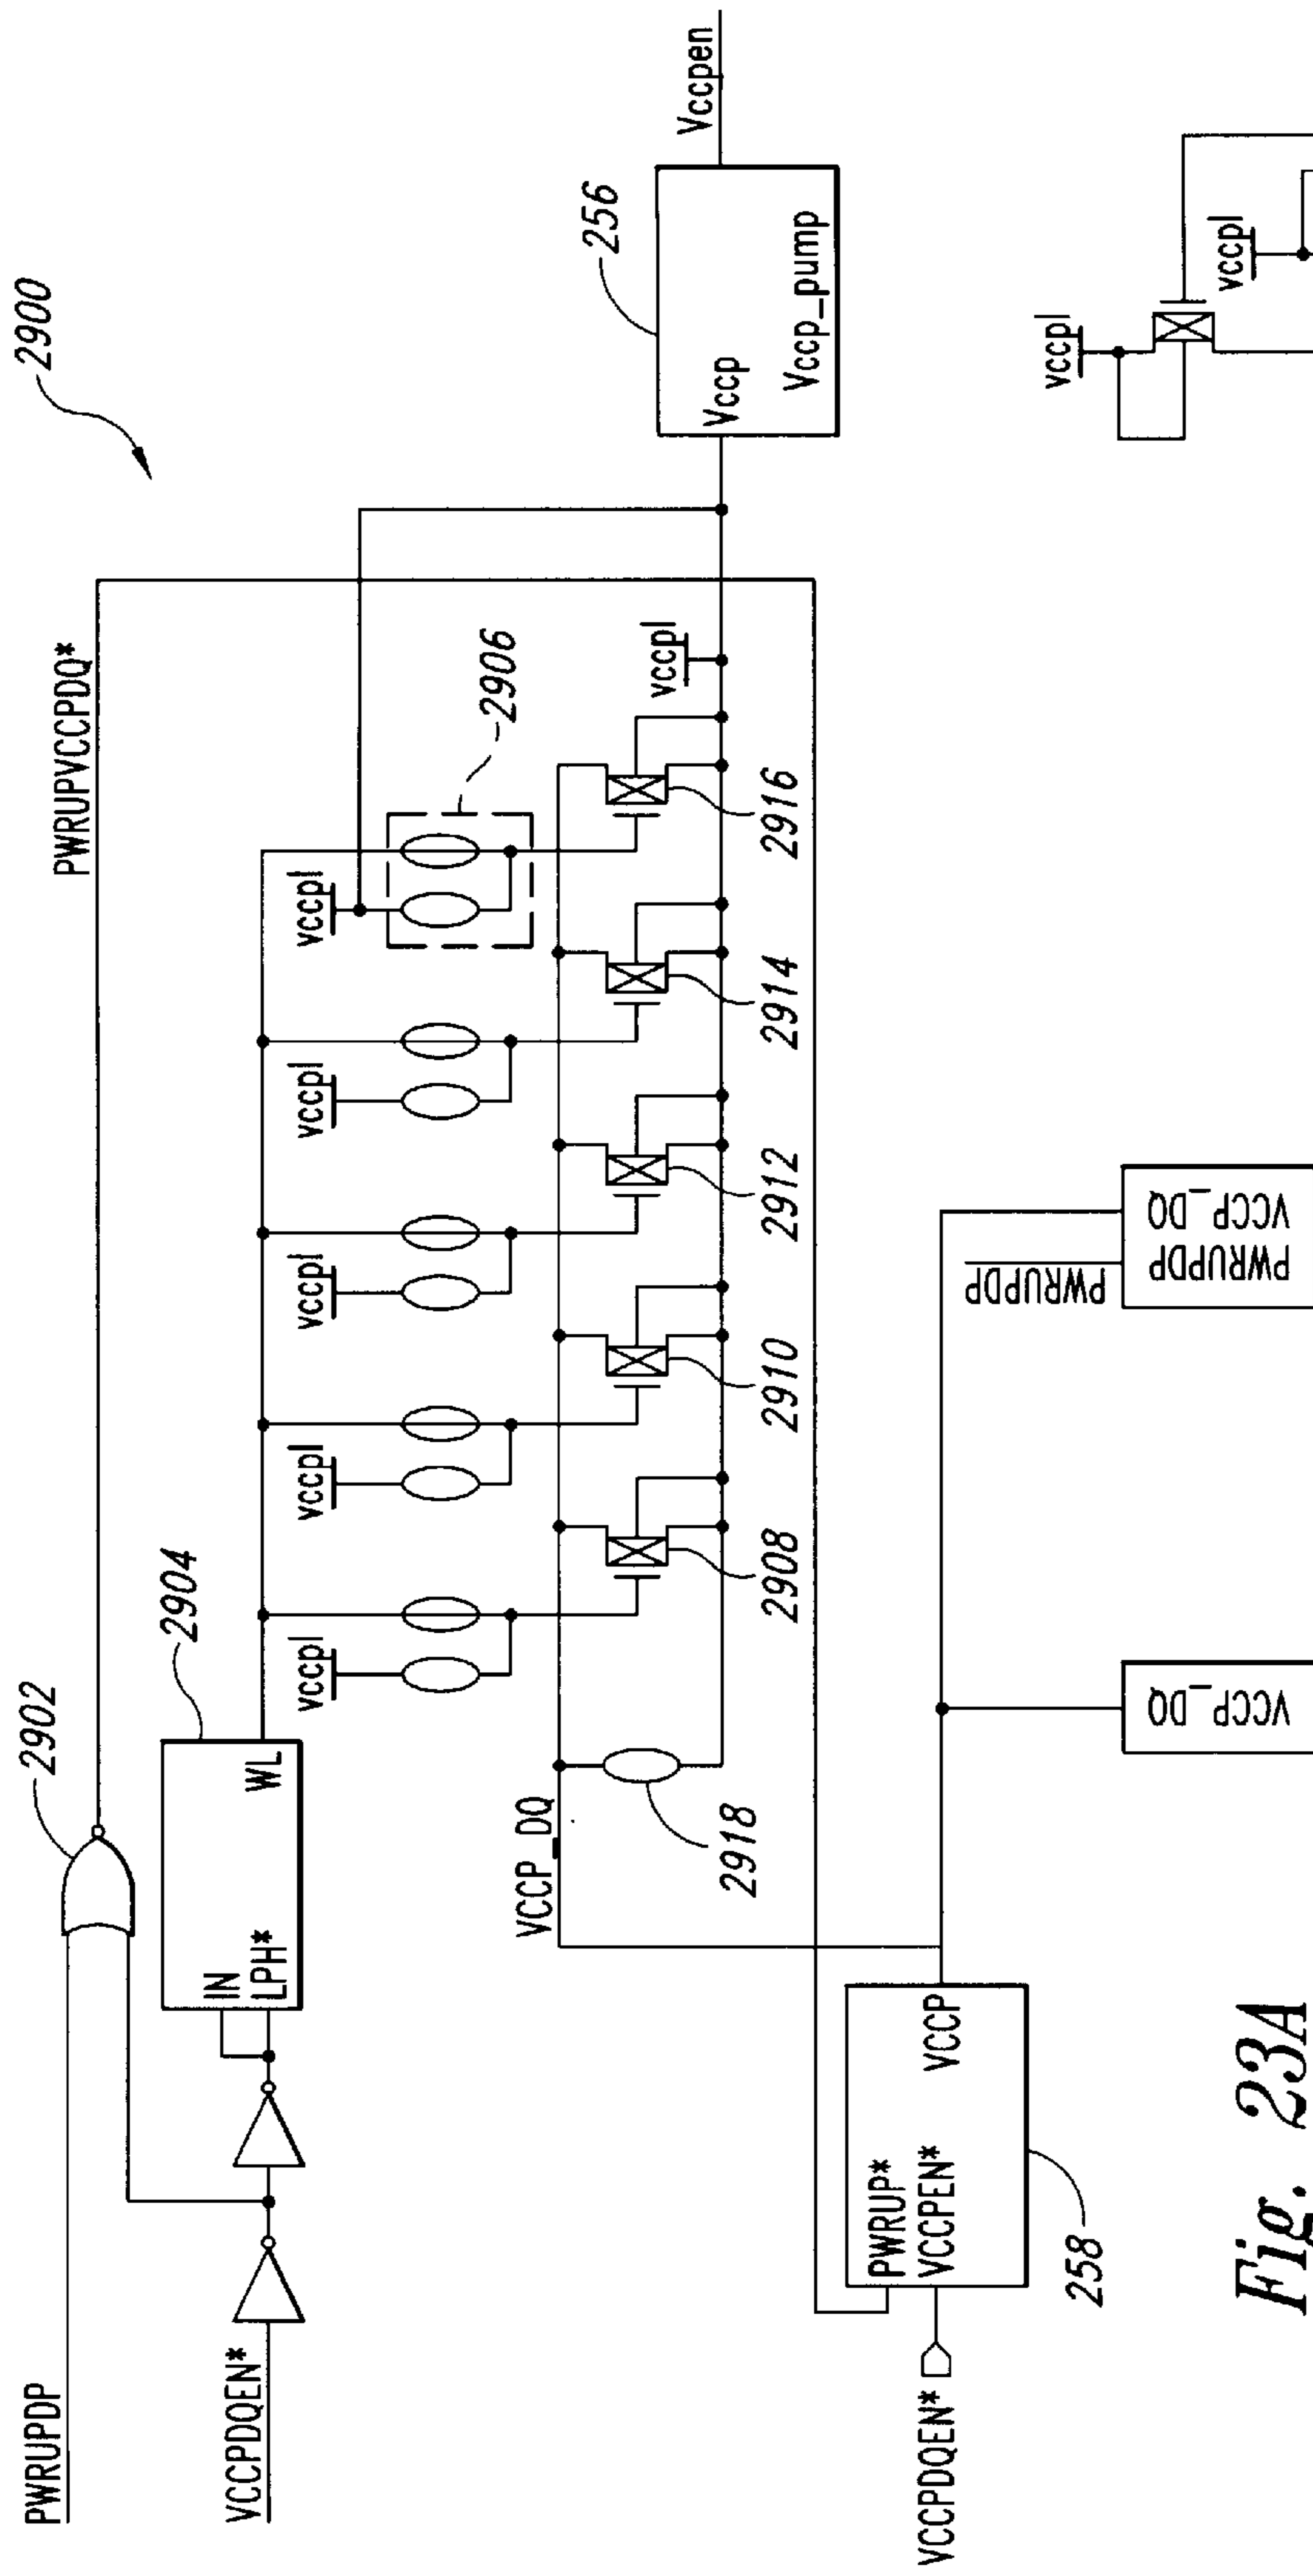 2900
PWRUPDP
2902
PWRUPVCCPDQ*
VCCPDQEN*
IN
LPH*
WL
2904
vccpl
vccpl
vccpl
vccpl
vccpl
2906
256
Vccp
Vccp_pump
Vccpen
VCCP_DQ
2918
2908
2910
2912
2914
2916
vccpl
VCCPDQEN*
PWRUP*
VCCPEN*
VCCP
258
VCCP_DQ
PWRUPDP
PWRUPDP
VCCP_DQ
vccpl
vccpl
Fig. 23A